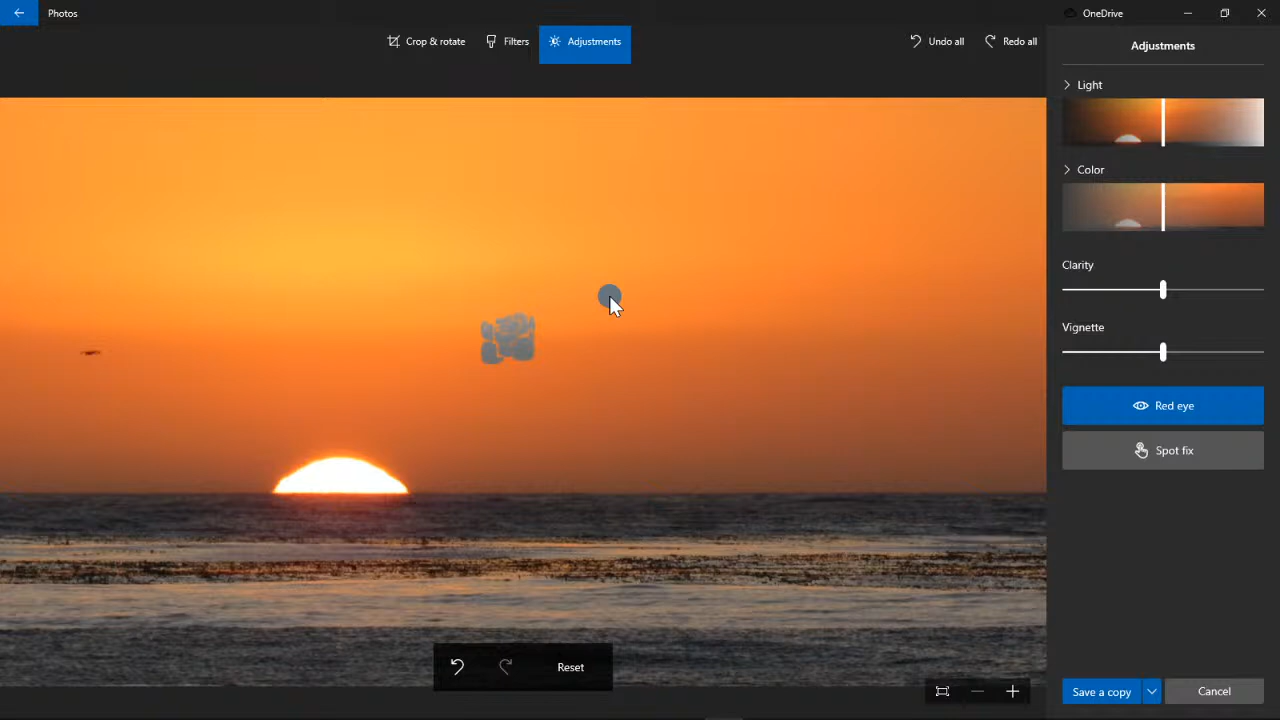 Photos
OneDrive
Crop & rotate
Filters
Adjustments
Undo all
Redo all
Adjustments
Light
Color
Clarity
Vignette
Red eye
Spot fix
Reset
Save a copy
Cancel